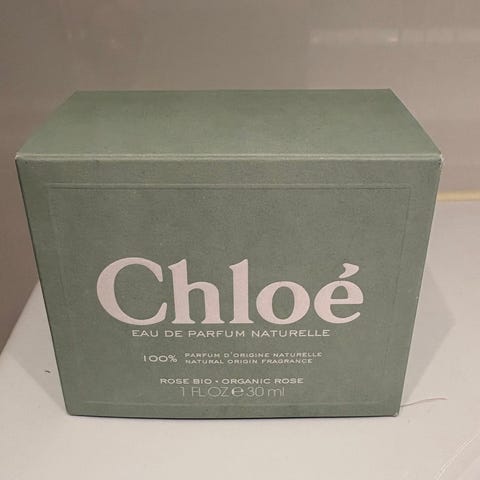 Chloé
EAU DE PARFUM NATURELLE
100% PARFUM D'ORIGINE NATURELLE
NATURAL ORIGIN FRAGRANCE
ROSE BIO • ORGANIC ROSE
1 FL OZ ℮ 30 ml